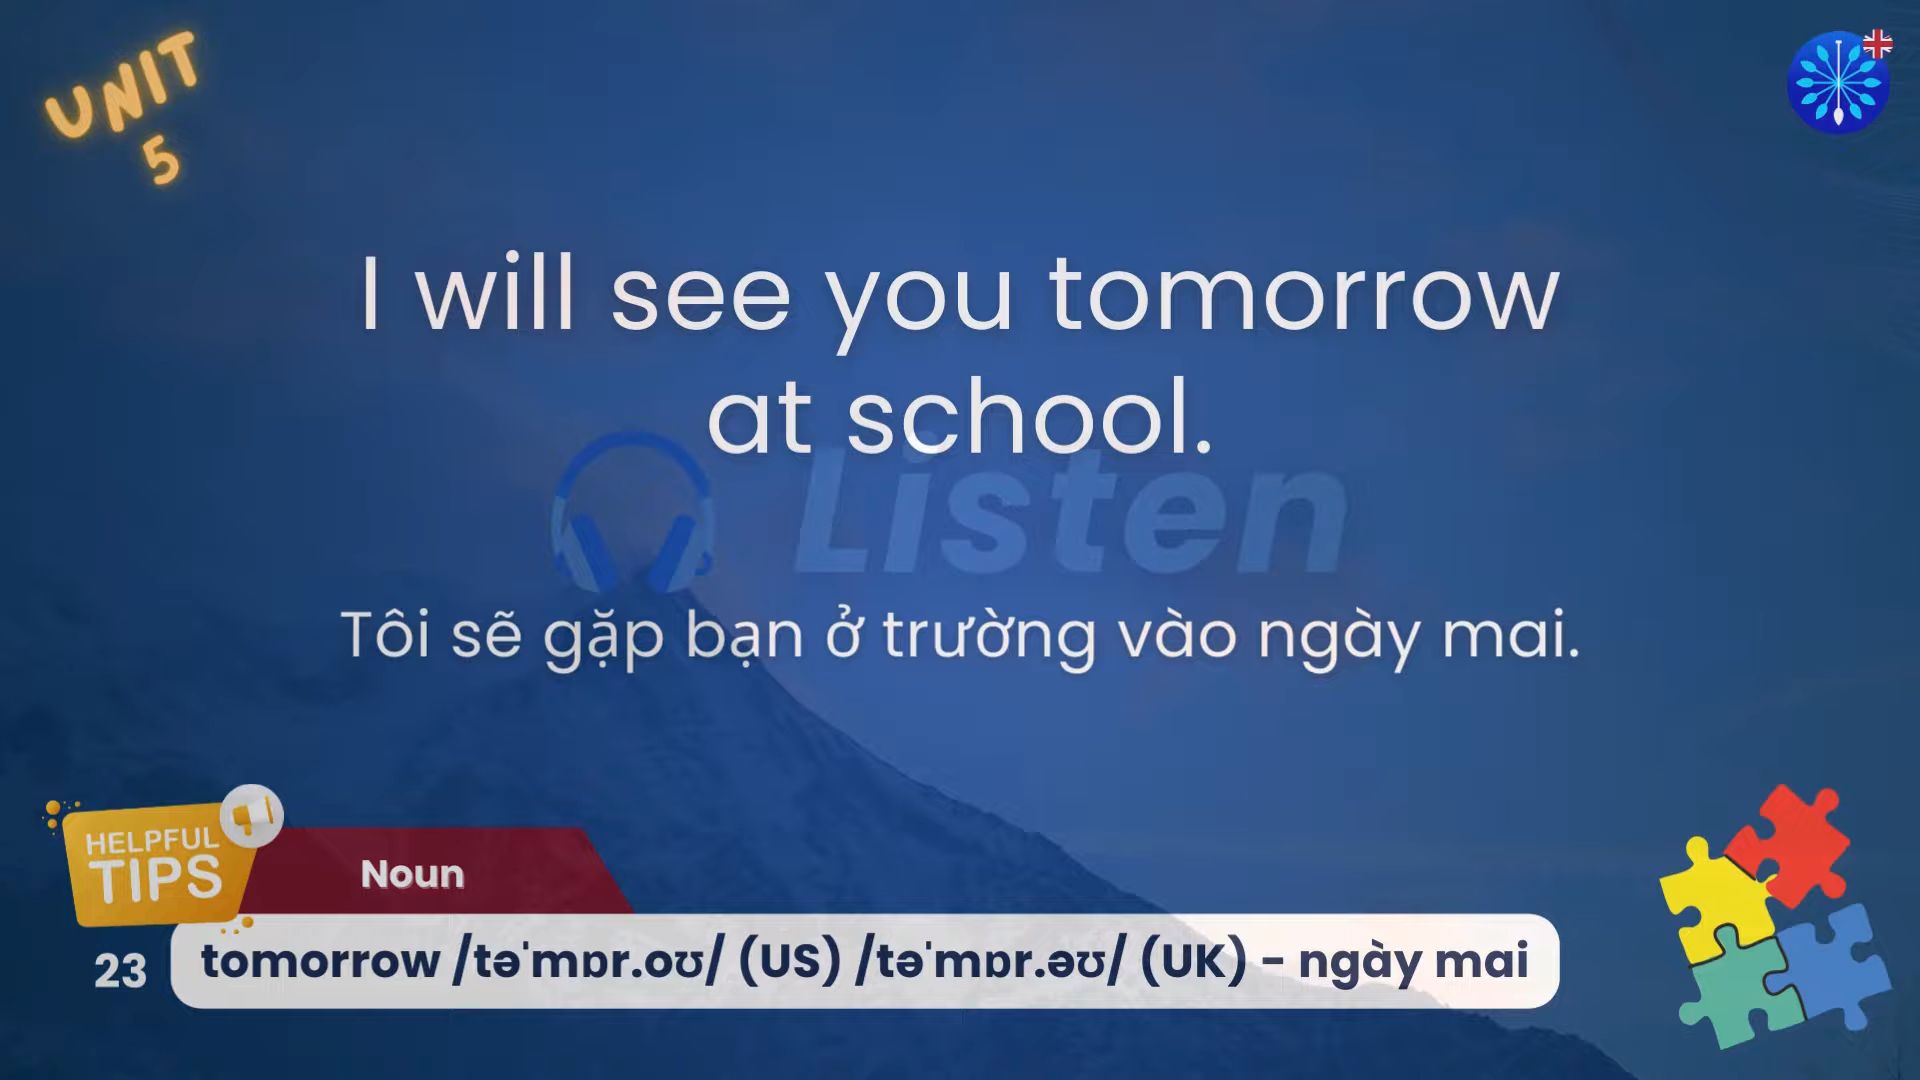 UNIT
5
I will see you tomorrow
at school.
Listen
Tôi sẽ gặp bạn ở trường vào ngày mai.
HELPFUL
TIPS
Noun
23
tomorrow /təˈmɒr.oʊ/ (US) /təˈmɒr.əʊ/ (UK) - ngày mai